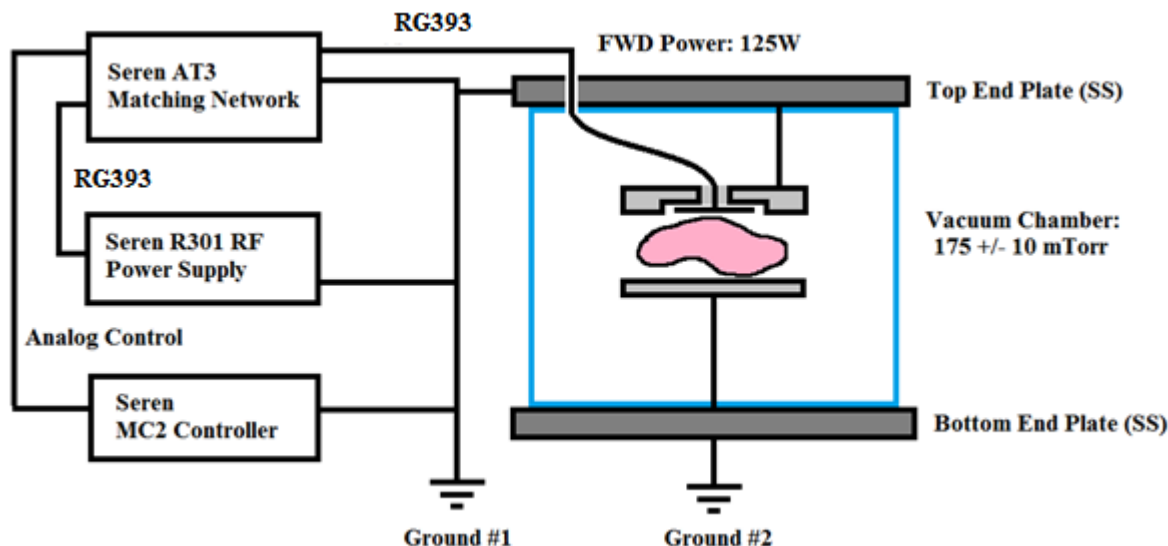 RG393
FWD Power: 125W
Seren AT3
Matching Network
Top End Plate (SS)
RG393
Seren R301 RF
Power Supply
Vacuum Chamber:
175 +/- 10 mTorr
Analog Control
Seren
MC2 Controller
Bottom End Plate (SS)
Ground #1
Ground #2